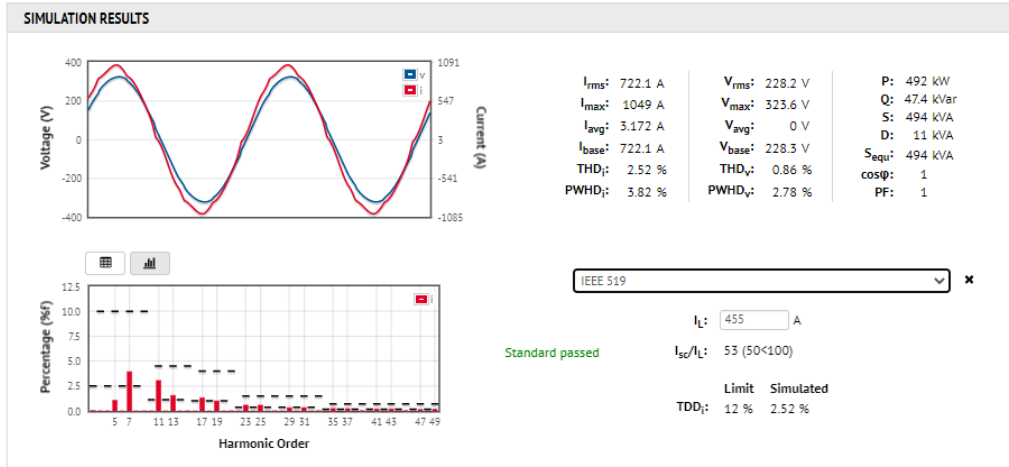 SIMULATION RESULTS
400
200
0
-200
-400
Voltage (V)
1091
547
3
-541
-1085
Current (A)
v
i
Irms: 722.1 A
Imax: 1049 A
Iavg: 3.172 A
Ibase: 722.1 A
THDi: 2.52 %
PWHDi: 3.82 %
Vrms: 228.2 V
Vmax: 323.6 V
Vavg: 0 V
Vbase: 228.3 V
THDv: 0.86 %
PWHDv: 2.78 %
P: 492 kW
Q: 47.4 kVar
S: 494 kVA
D: 11 kVA
Sequ: 494 kVA
cosφ: 1
PF: 1
12.5
10.0
7.5
5.0
2.5
0.0
Percentage (%f)
i
5 7 11 13 17 19 23 25 29 31 35 37 41 43 47 49
Harmonic Order
IEEE 519
IL: 455 A
Standard passed
Isc/IL: 53 (50<100)
Limit Simulated
TDDi: 12 % 2.52 %